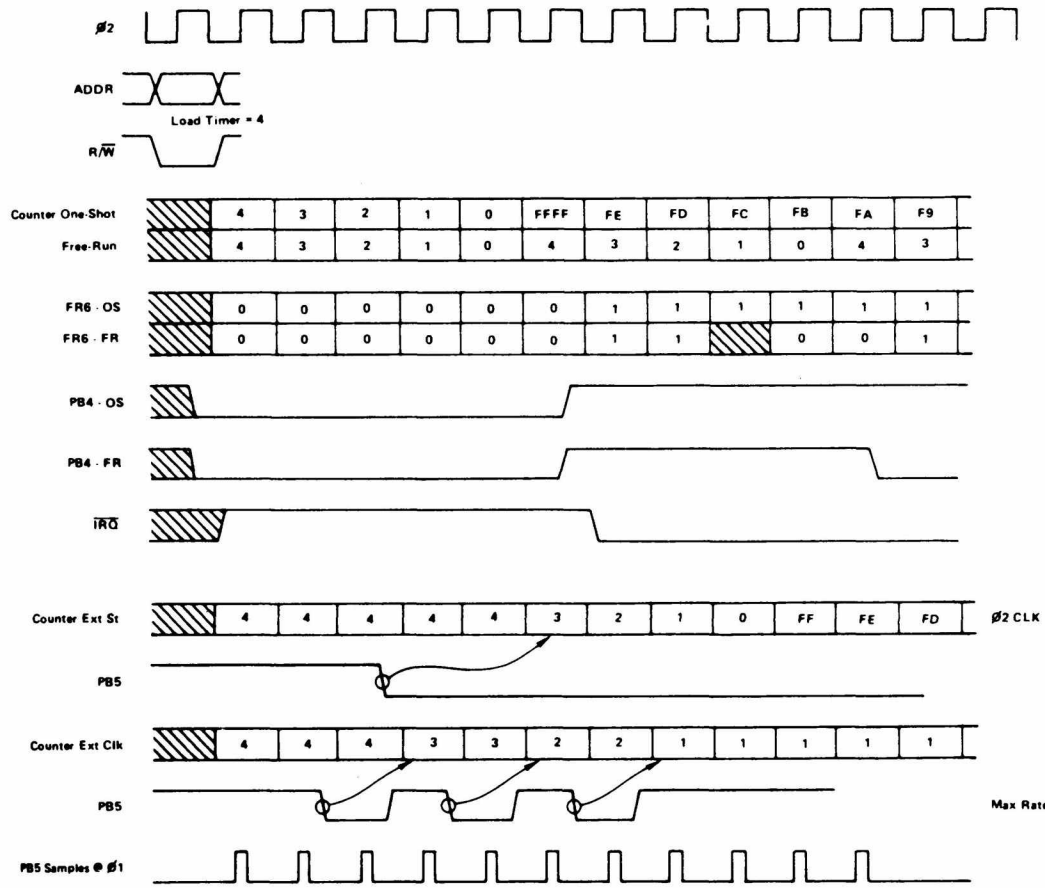 Ø2
ADDR
Load Timer = 4
R/W̅
Counter One-Shot 4 3 2 1 0 FFFF FE FD FC FB FA F9
Free-Run 4 3 2 1 0 4 3 2 1 0 4 3
FR6 - OS 0 0 0 0 0 0 1 1 1 1 1 1
FR6 - FR 0 0 0 0 0 0 1 1 0 0 1
PB4 - OS
PB4 - FR
I̅R̅Q̅
Counter Ext St 4 4 4 4 4 3 2 1 0 FF FE FD Ø2 CLK
PB5
Counter Ext Clk 4 4 4 3 3 2 2 1 1 1 1 1
PB5 Max Rate
PB5 Samples @ Ø1